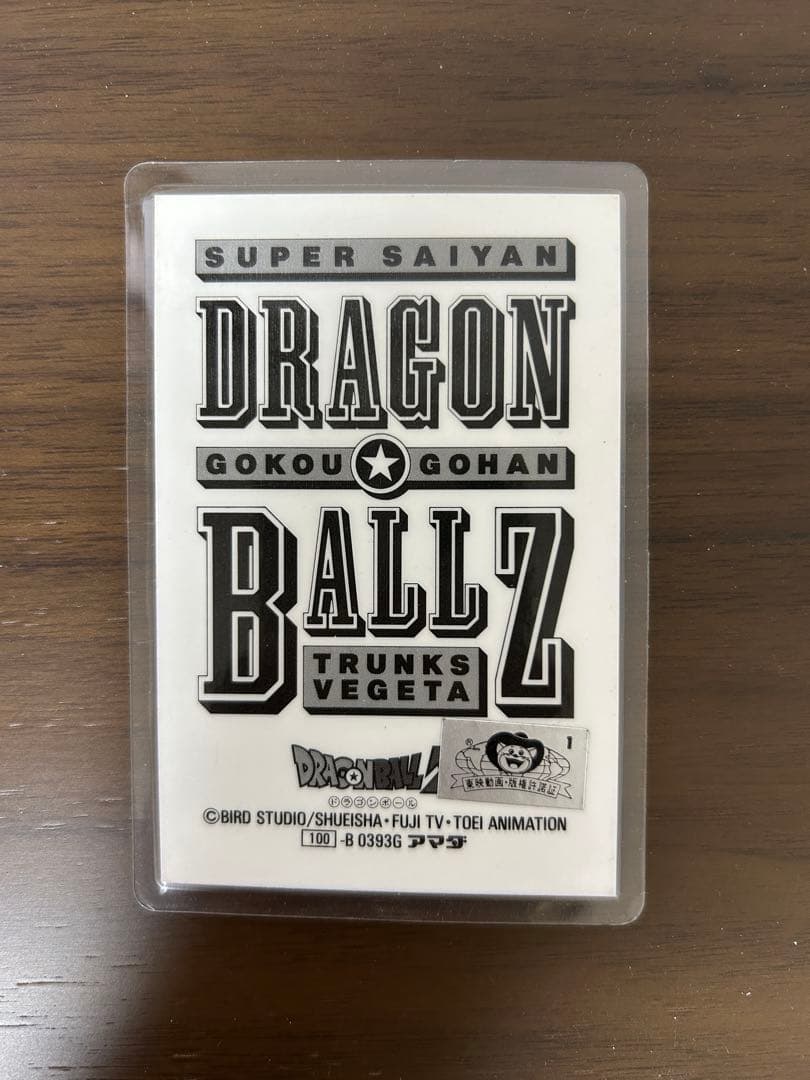 SUPER SAIYAN
DRAGON
GOKOU ★ GOHAN
BALL Z
TRUNKS
VEGETA
DRAGONBALL
ドラゴンボール
® 1
東映動画・版権許諾証
©BIRD STUDIO/SHUEISHA・FUJI TV・TOEI ANIMATION
100 -B 0393G アマダ